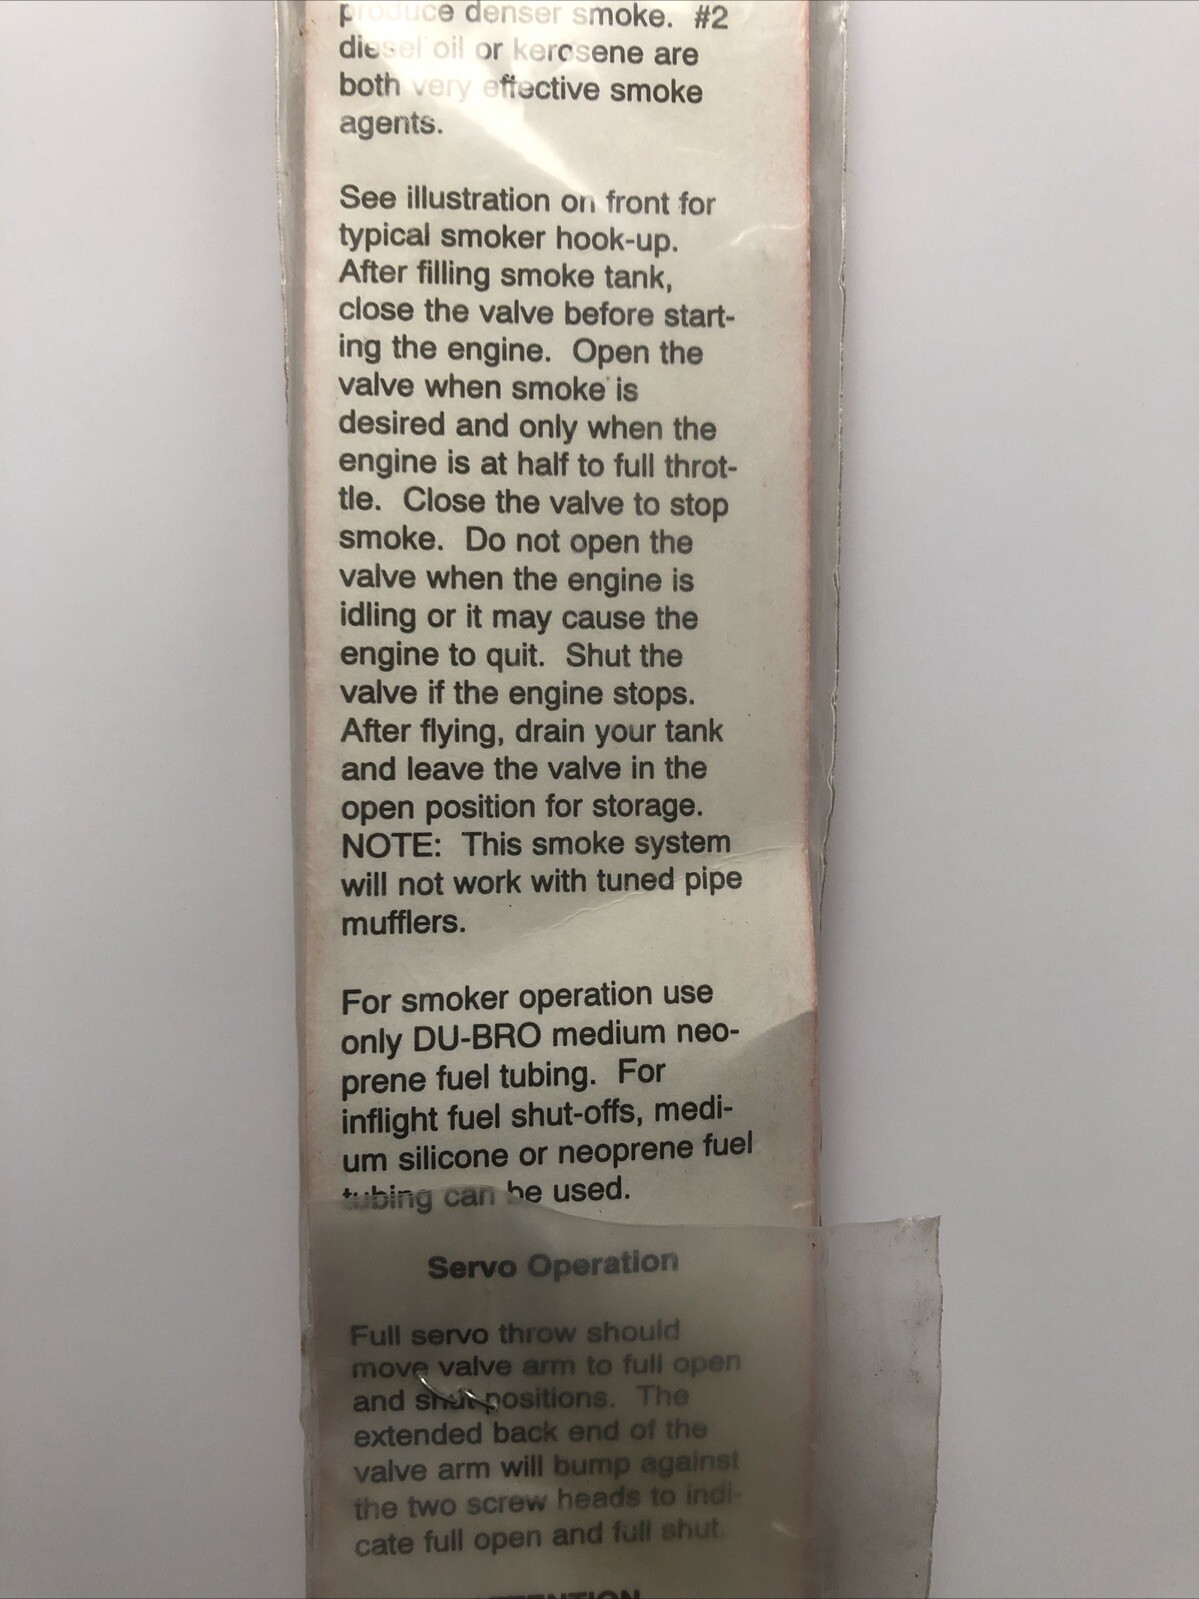 produce denser smoke. #2
diesel oil or kerosene are
both very effective smoke
agents.
See illustration on front for
typical smoker hook-up.
After filling smoke tank,
close the valve before start-
ing the engine. Open the
valve when smoke is
desired and only when the
engine is at half to full throt-
tle. Close the valve to stop
smoke. Do not open the
valve when the engine is
idling or it may cause the
engine to quit. Shut the
valve if the engine stops.
After flying, drain your tank
and leave the valve in the
open position for storage.
NOTE: This smoke system
will not work with tuned pipe
mufflers.
For smoker operation use
only DU-BRO medium neo-
prene fuel tubing. For
inflight fuel shut-offs, medi-
um silicone or neoprene fuel
tubing can be used.
Servo Operation
Full servo throw should
move valve arm to full open
and shut positions. The
extended back end of the
valve arm will bump against
the two screw heads to indi-
cate full open and full shut.
ATTENTION